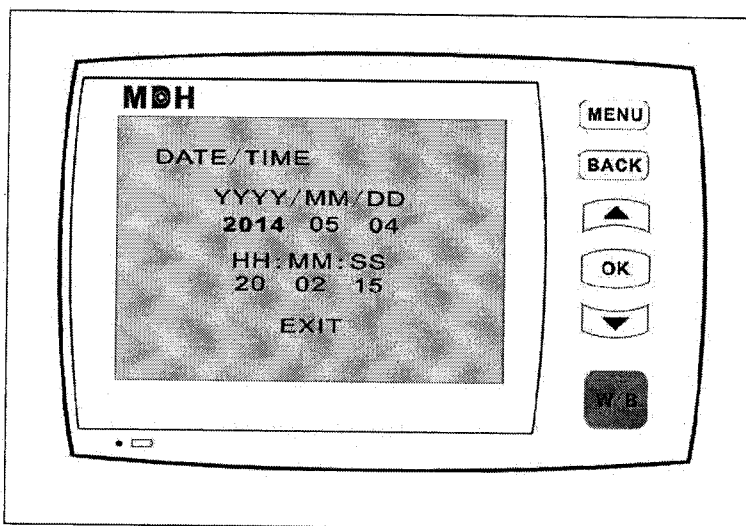 MDH
DATE/TIME
YYYY/MM/DD
2014 05 04
HH:MM:SS
20 02 15
EXIT
MENU
BACK
OK
W/B